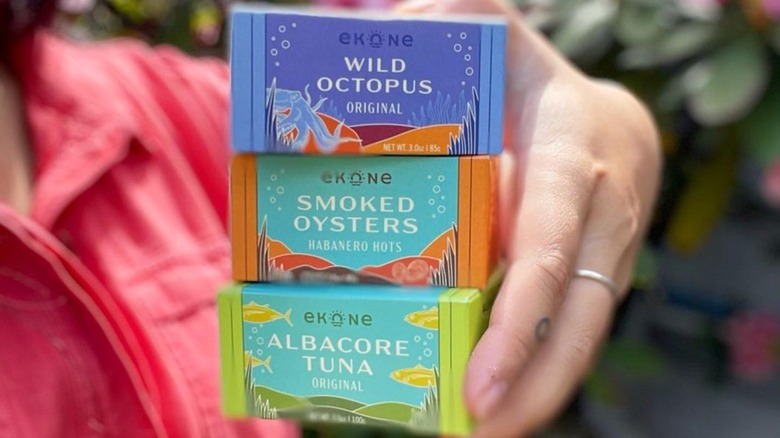 EKONE
WILD
OCTOPUS
ORIGINAL
NET WT. 3.0oz | 85g
EKONE
SMOKED
OYSTERS
HABANERO HOTS
EKONE
ALBACORE
TUNA
ORIGINAL